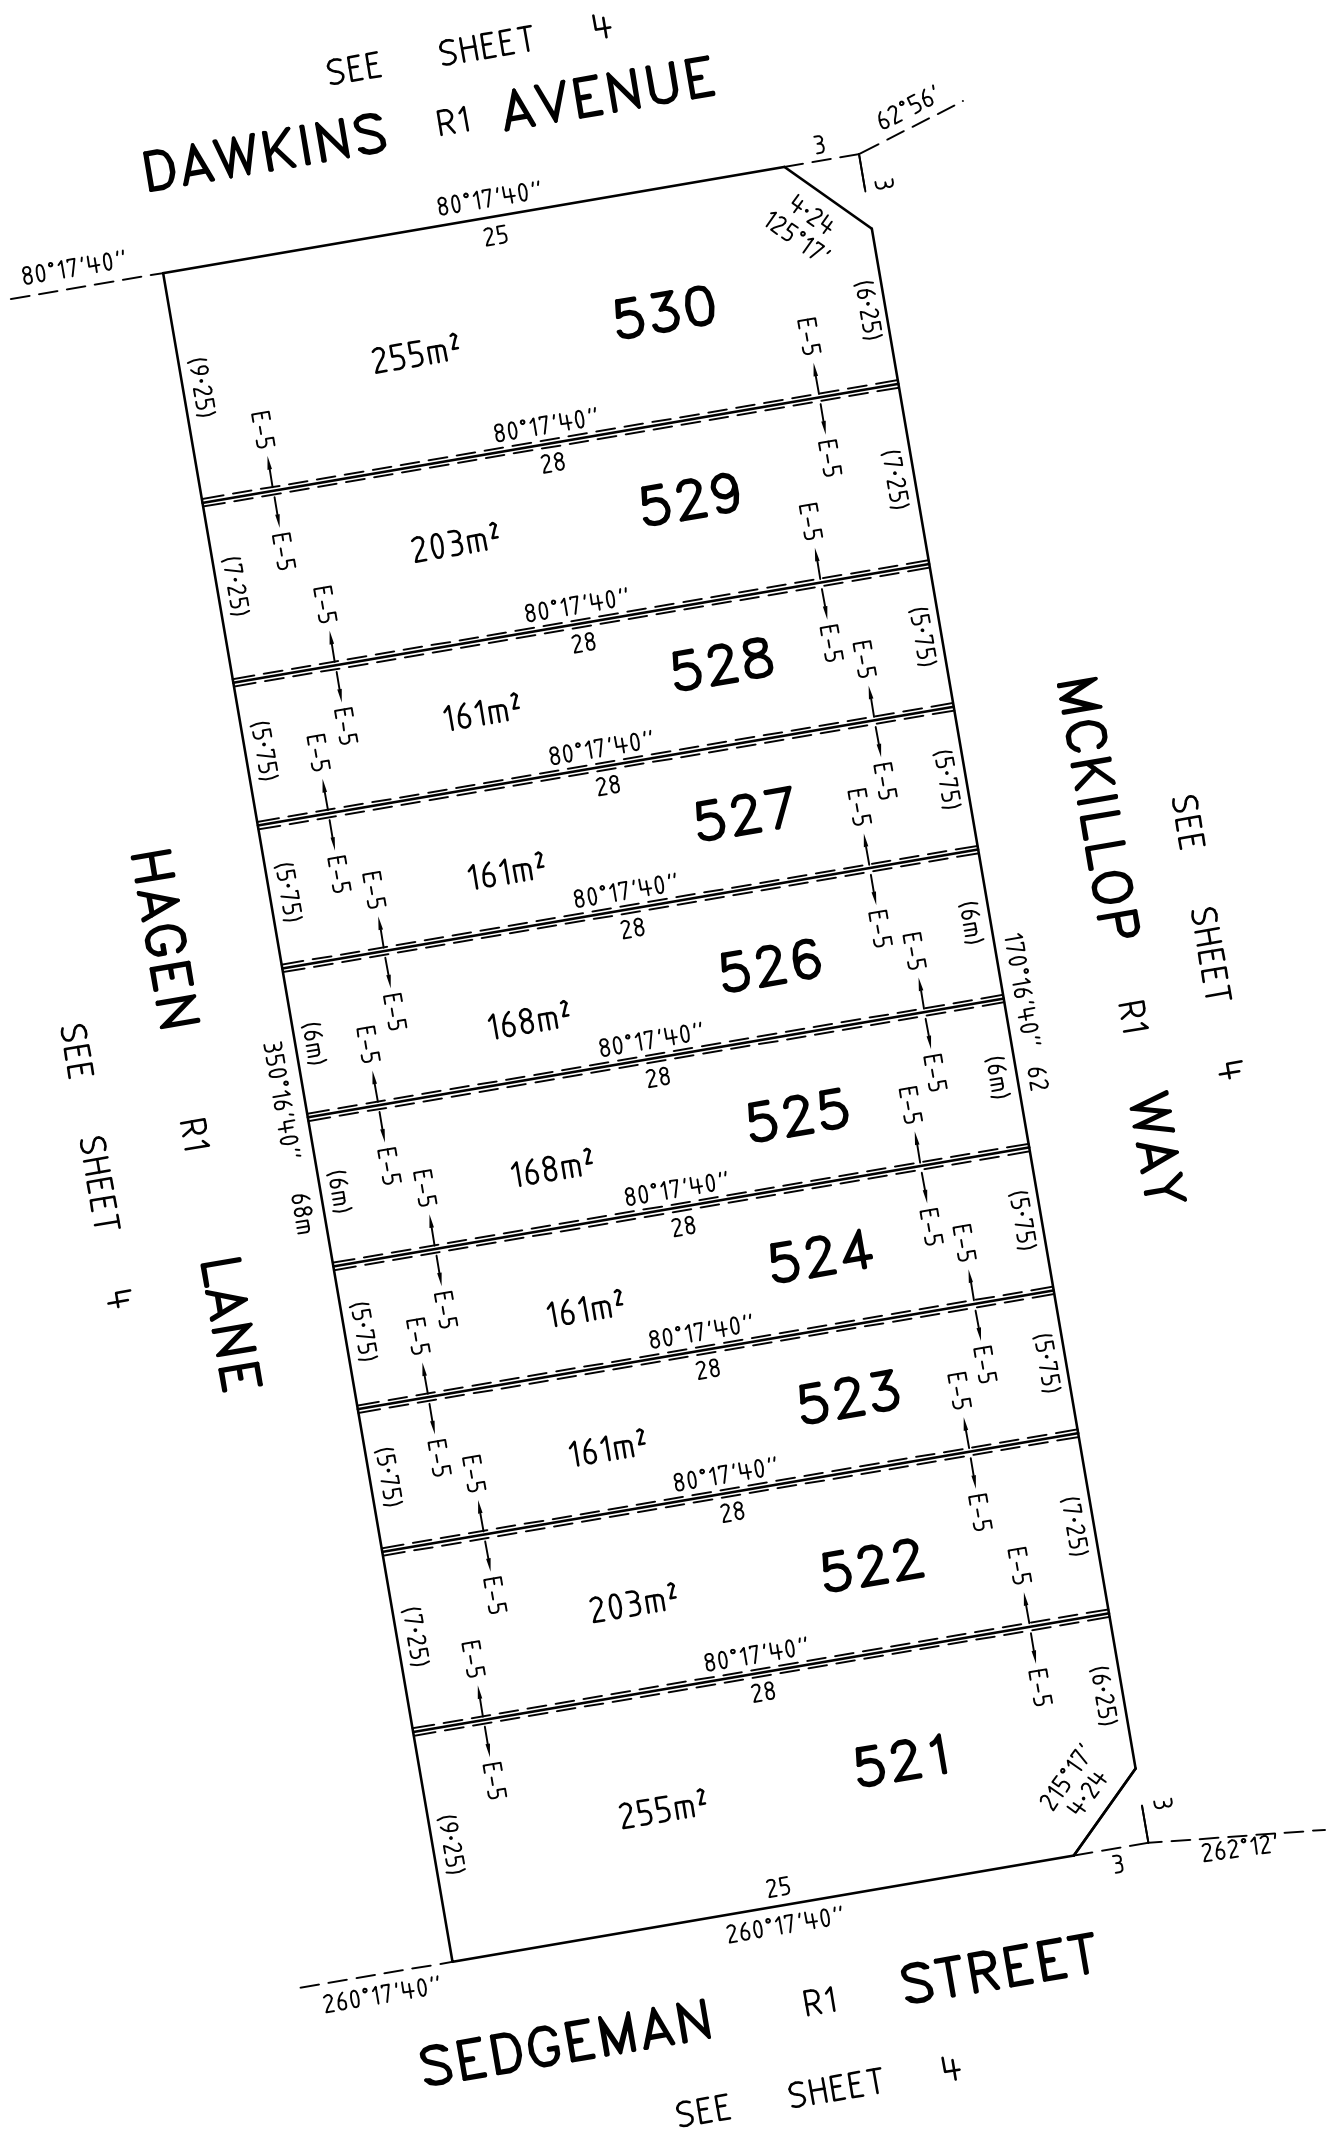 SEE SHEET 4
DAWKINS R1 AVENUE
62°56'
3
3
80°17'40''
80°17'40''
25
4·24
125°17'
530
255m²
(9·25)
(6·25)
E-5
E-5
80°17'40''
28
E-5
E-5
529
203m²
(7·25)
(7·25)
E-5
E-5
80°17'40''
28
E-5
E-5
528
161m²
(5·75)
(5·75)
E-5
E-5
80°17'40''
28
E-5
E-5
527
161m²
(5·75)
(5·75)
E-5
E-5
80°17'40''
28
E-5
E-5
526
168m²
(6m)
(6m)
E-5
E-5
80°17'40''
28
E-5
E-5
525
168m²
(6m)
(6m)
E-5
E-5
80°17'40''
28
E-5
E-5
524
161m²
(5·75)
(5·75)
E-5
E-5
80°17'40''
28
E-5
E-5
523
161m²
(5·75)
(5·75)
E-5
E-5
80°17'40''
28
E-5
E-5
522
203m²
(7·25)
(7·25)
E-5
E-5
80°17'40''
28
E-5
E-5
521
255m²
(9·25)
(6·25)
215°17'
4·24
3
3
262°12'
25
260°17'40''
260°17'40''
HAGEN R1 LANE
SEE SHEET 4
350°16'40'' 68m
170°16'40'' 62
MCKILLOP R1 WAY
SEE SHEET 4
SEDGEMAN R1 STREET
SEE SHEET 4